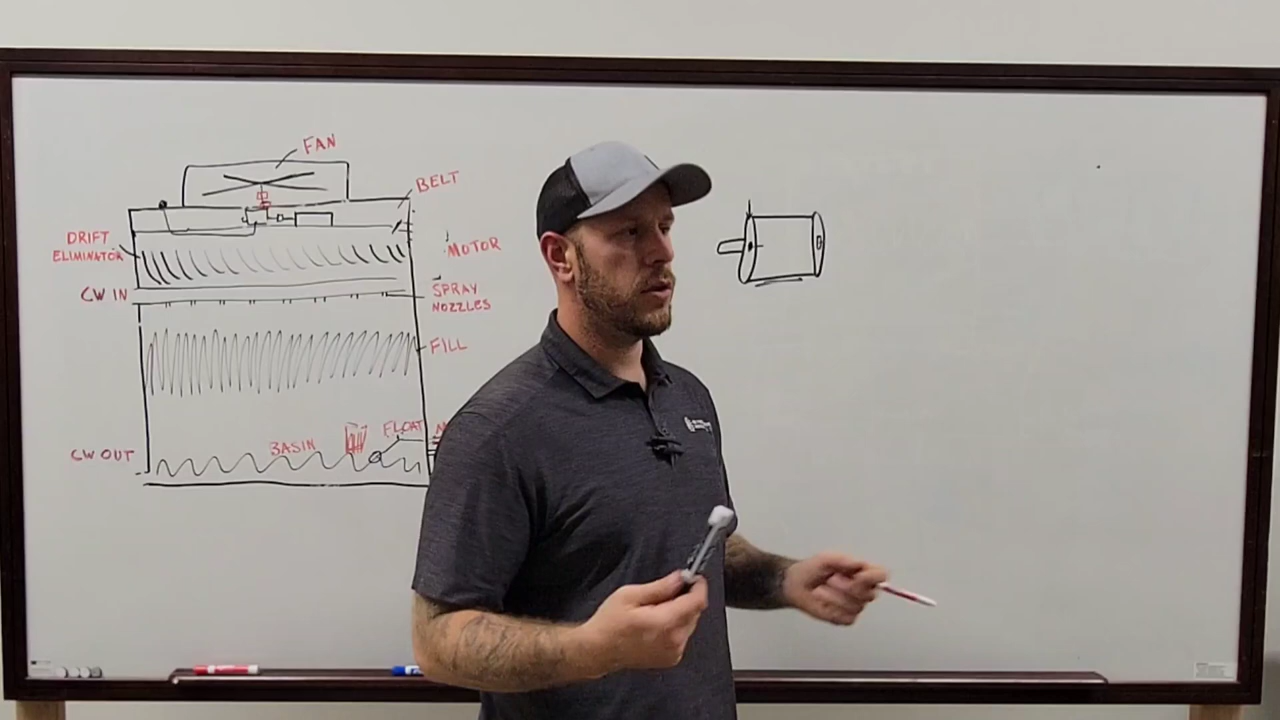 FAN
BELT
DRIFT
ELIMINATOR
MOTOR
CW IN
SPRAY
NOZZLES
FILL
FLOAT
BASIN
CW OUT